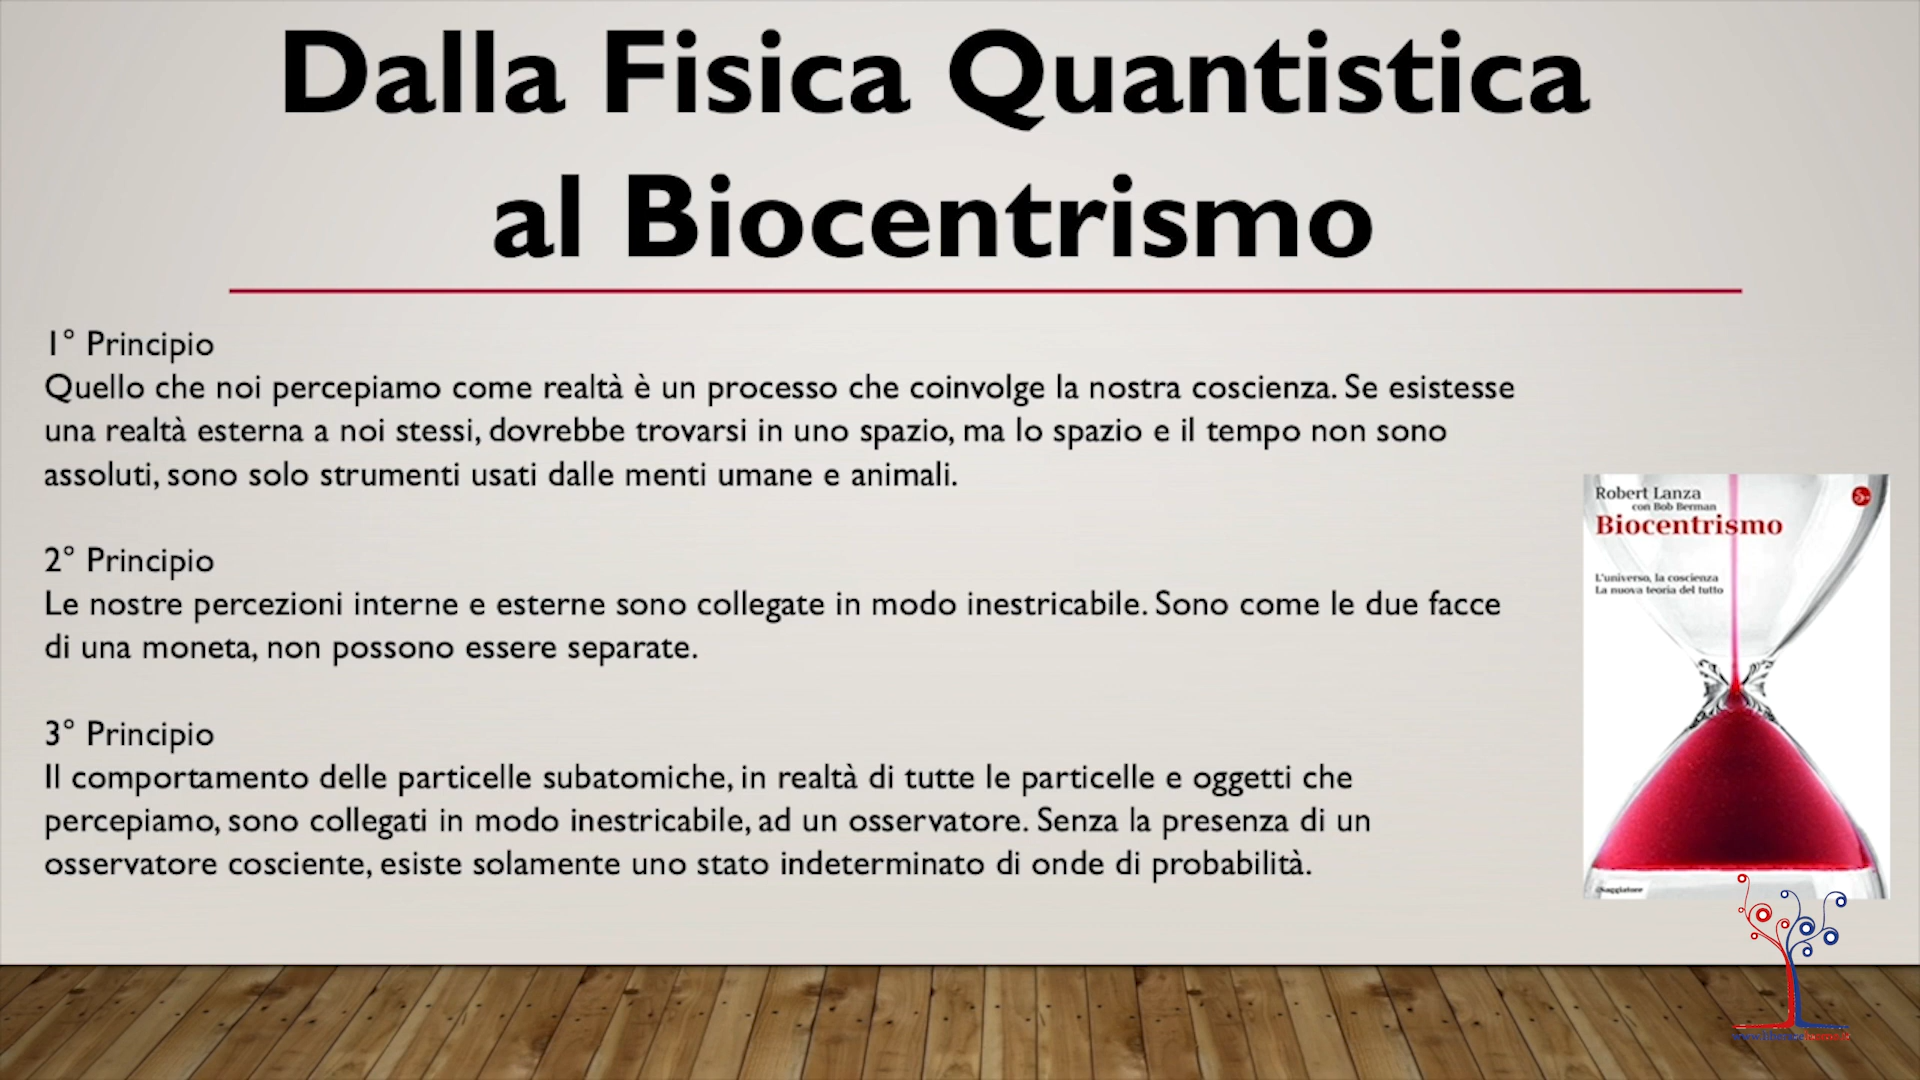 Dalla Fisica Quantistica
al Biocentrismo
1° Principio
Quello che noi percepiamo come realtà è un processo che coinvolge la nostra coscienza. Se esistesse
una realtà esterna a noi stessi, dovrebbe trovarsi in uno spazio, ma lo spazio e il tempo non sono
assoluti, sono solo strumenti usati dalle menti umane e animali.
2° Principio
Le nostre percezioni interne e esterne sono collegate in modo inestricabile. Sono come le due facce
di una moneta, non possono essere separate.
3° Principio
Il comportamento delle particelle subatomiche, in realtà di tutte le particelle e oggetti che
percepiamo, sono collegati in modo inestricabile, ad un osservatore. Senza la presenza di un
osservatore cosciente, esiste solamente uno stato indeterminato di onde di probabilità.
Robert Lanza
con Bob Berman
Biocentrismo
L'universo, la coscienza
La nuova teoria del tutto
ilSaggiatore